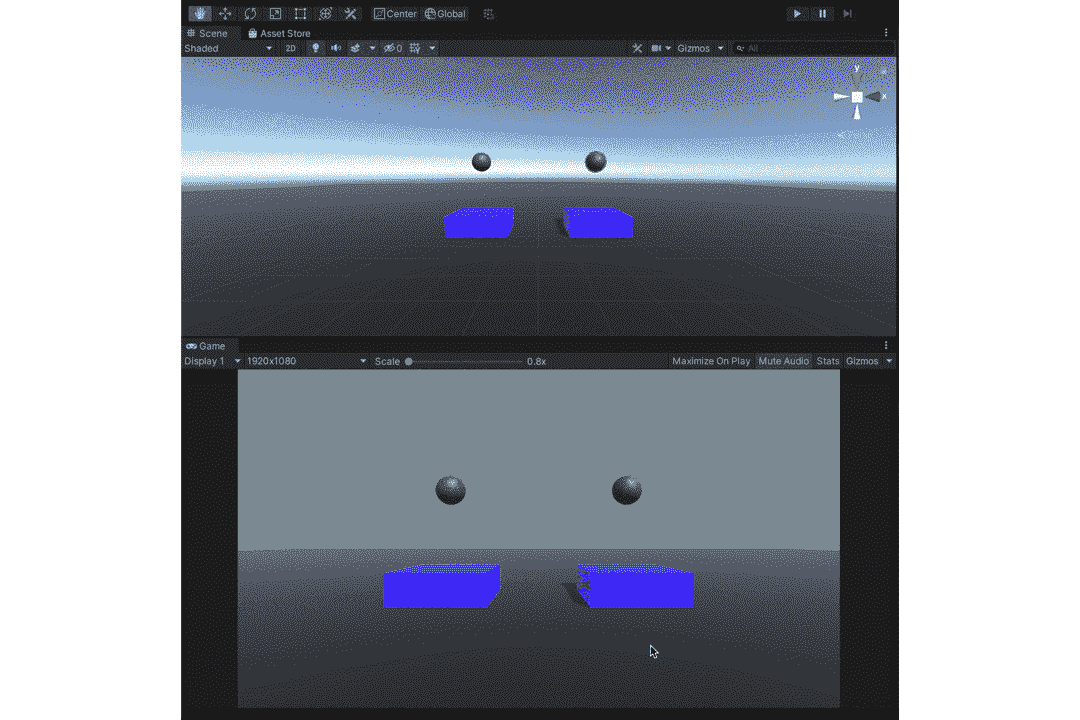 Center Global
Scene Asset Store
Shaded 2D 0 Gizmos All
y
x
Game
Display 1 1920x1080 Scale 0.8x Maximize On Play Mute Audio Stats Gizmos